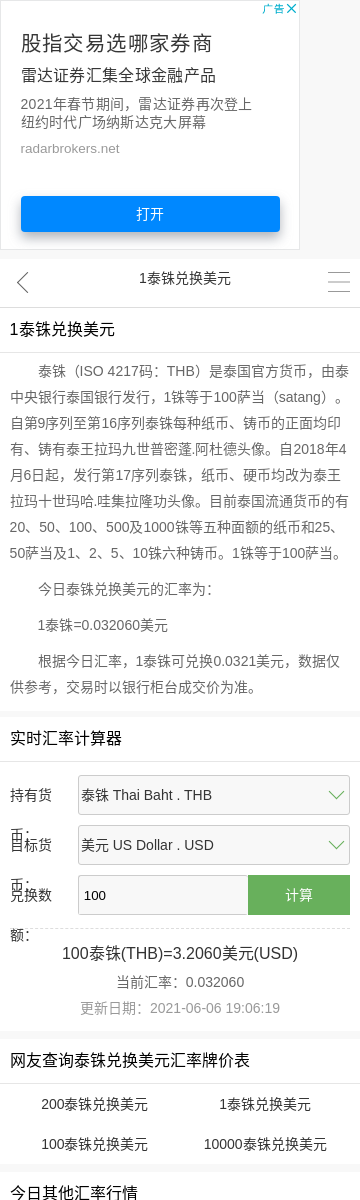 广告
股指交易选哪家券商
雷达证券汇集全球金融产品
2021年春节期间，雷达证券再次登上
纽约时代广场纳斯达克大屏幕
radarbrokers.net
打开
1泰铢兑换美元
1泰铢兑换美元
泰铢（ISO 4217码：THB）是泰国官方货币，由泰
中央银行泰国银行发行，1铢等于100萨当（satang）。
自第9序列至第16序列泰铢每种纸币、铸币的正面均印
有、铸有泰王拉玛九世普密蓬.阿杜德头像。自2018年4
月6日起，发行第17序列泰铢，纸币、硬币均改为泰王
拉玛十世玛哈.哇集拉隆功头像。目前泰国流通货币的有
20、50、100、500及1000铢等五种面额的纸币和25、
50萨当及1、2、5、10铢六种铸币。1铢等于100萨当。
今日泰铢兑换美元的汇率为：
1泰铢=0.032060美元
根据今日汇率，1泰铢可兑换0.0321美元，数据仅
供参考，交易时以银行柜台成交价为准。
实时汇率计算器
持有货
币：
泰铢 Thai Baht . THB
目标货
币：
美元 US Dollar . USD
兑换数
额：
100
计算
100泰铢(THB)=3.2060美元(USD)
当前汇率：0.032060
更新日期：2021-06-06 19:06:19
网友查询泰铢兑换美元汇率牌价表
200泰铢兑换美元
1泰铢兑换美元
100泰铢兑换美元
10000泰铢兑换美元
今日其他汇率行情